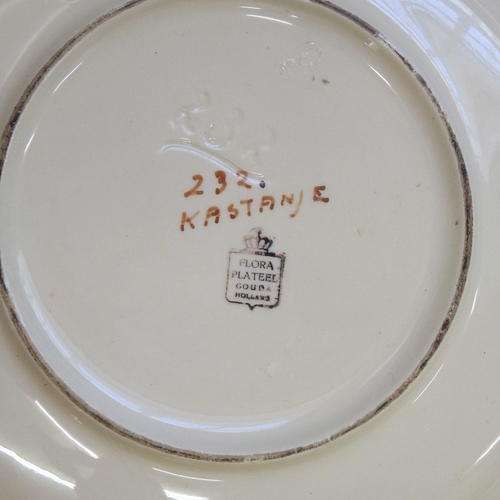 232.
KASTANJE
FLORA
PLATEEL
GOUDA
HOLLAND